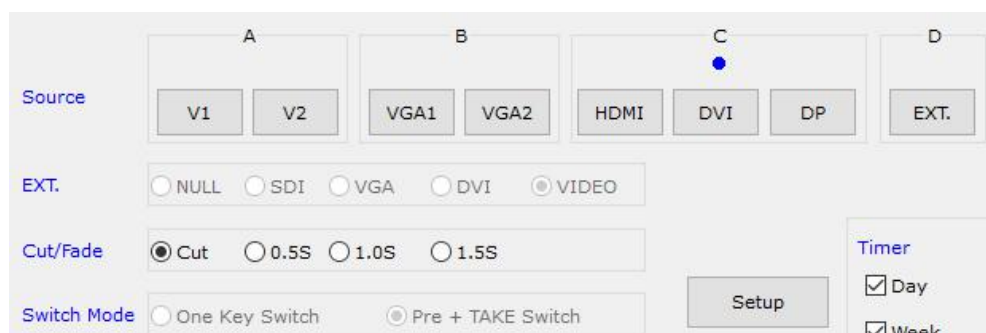 A B C D
Source V1 V2 VGA1 VGA2 HDMI DVI DP EXT.
EXT. NULL SDI VGA DVI VIDEO
Cut/Fade Cut 0.5S 1.0S 1.5S
Timer
Setup
Day
Switch Mode One Key Switch Pre + TAKE Switch
Week